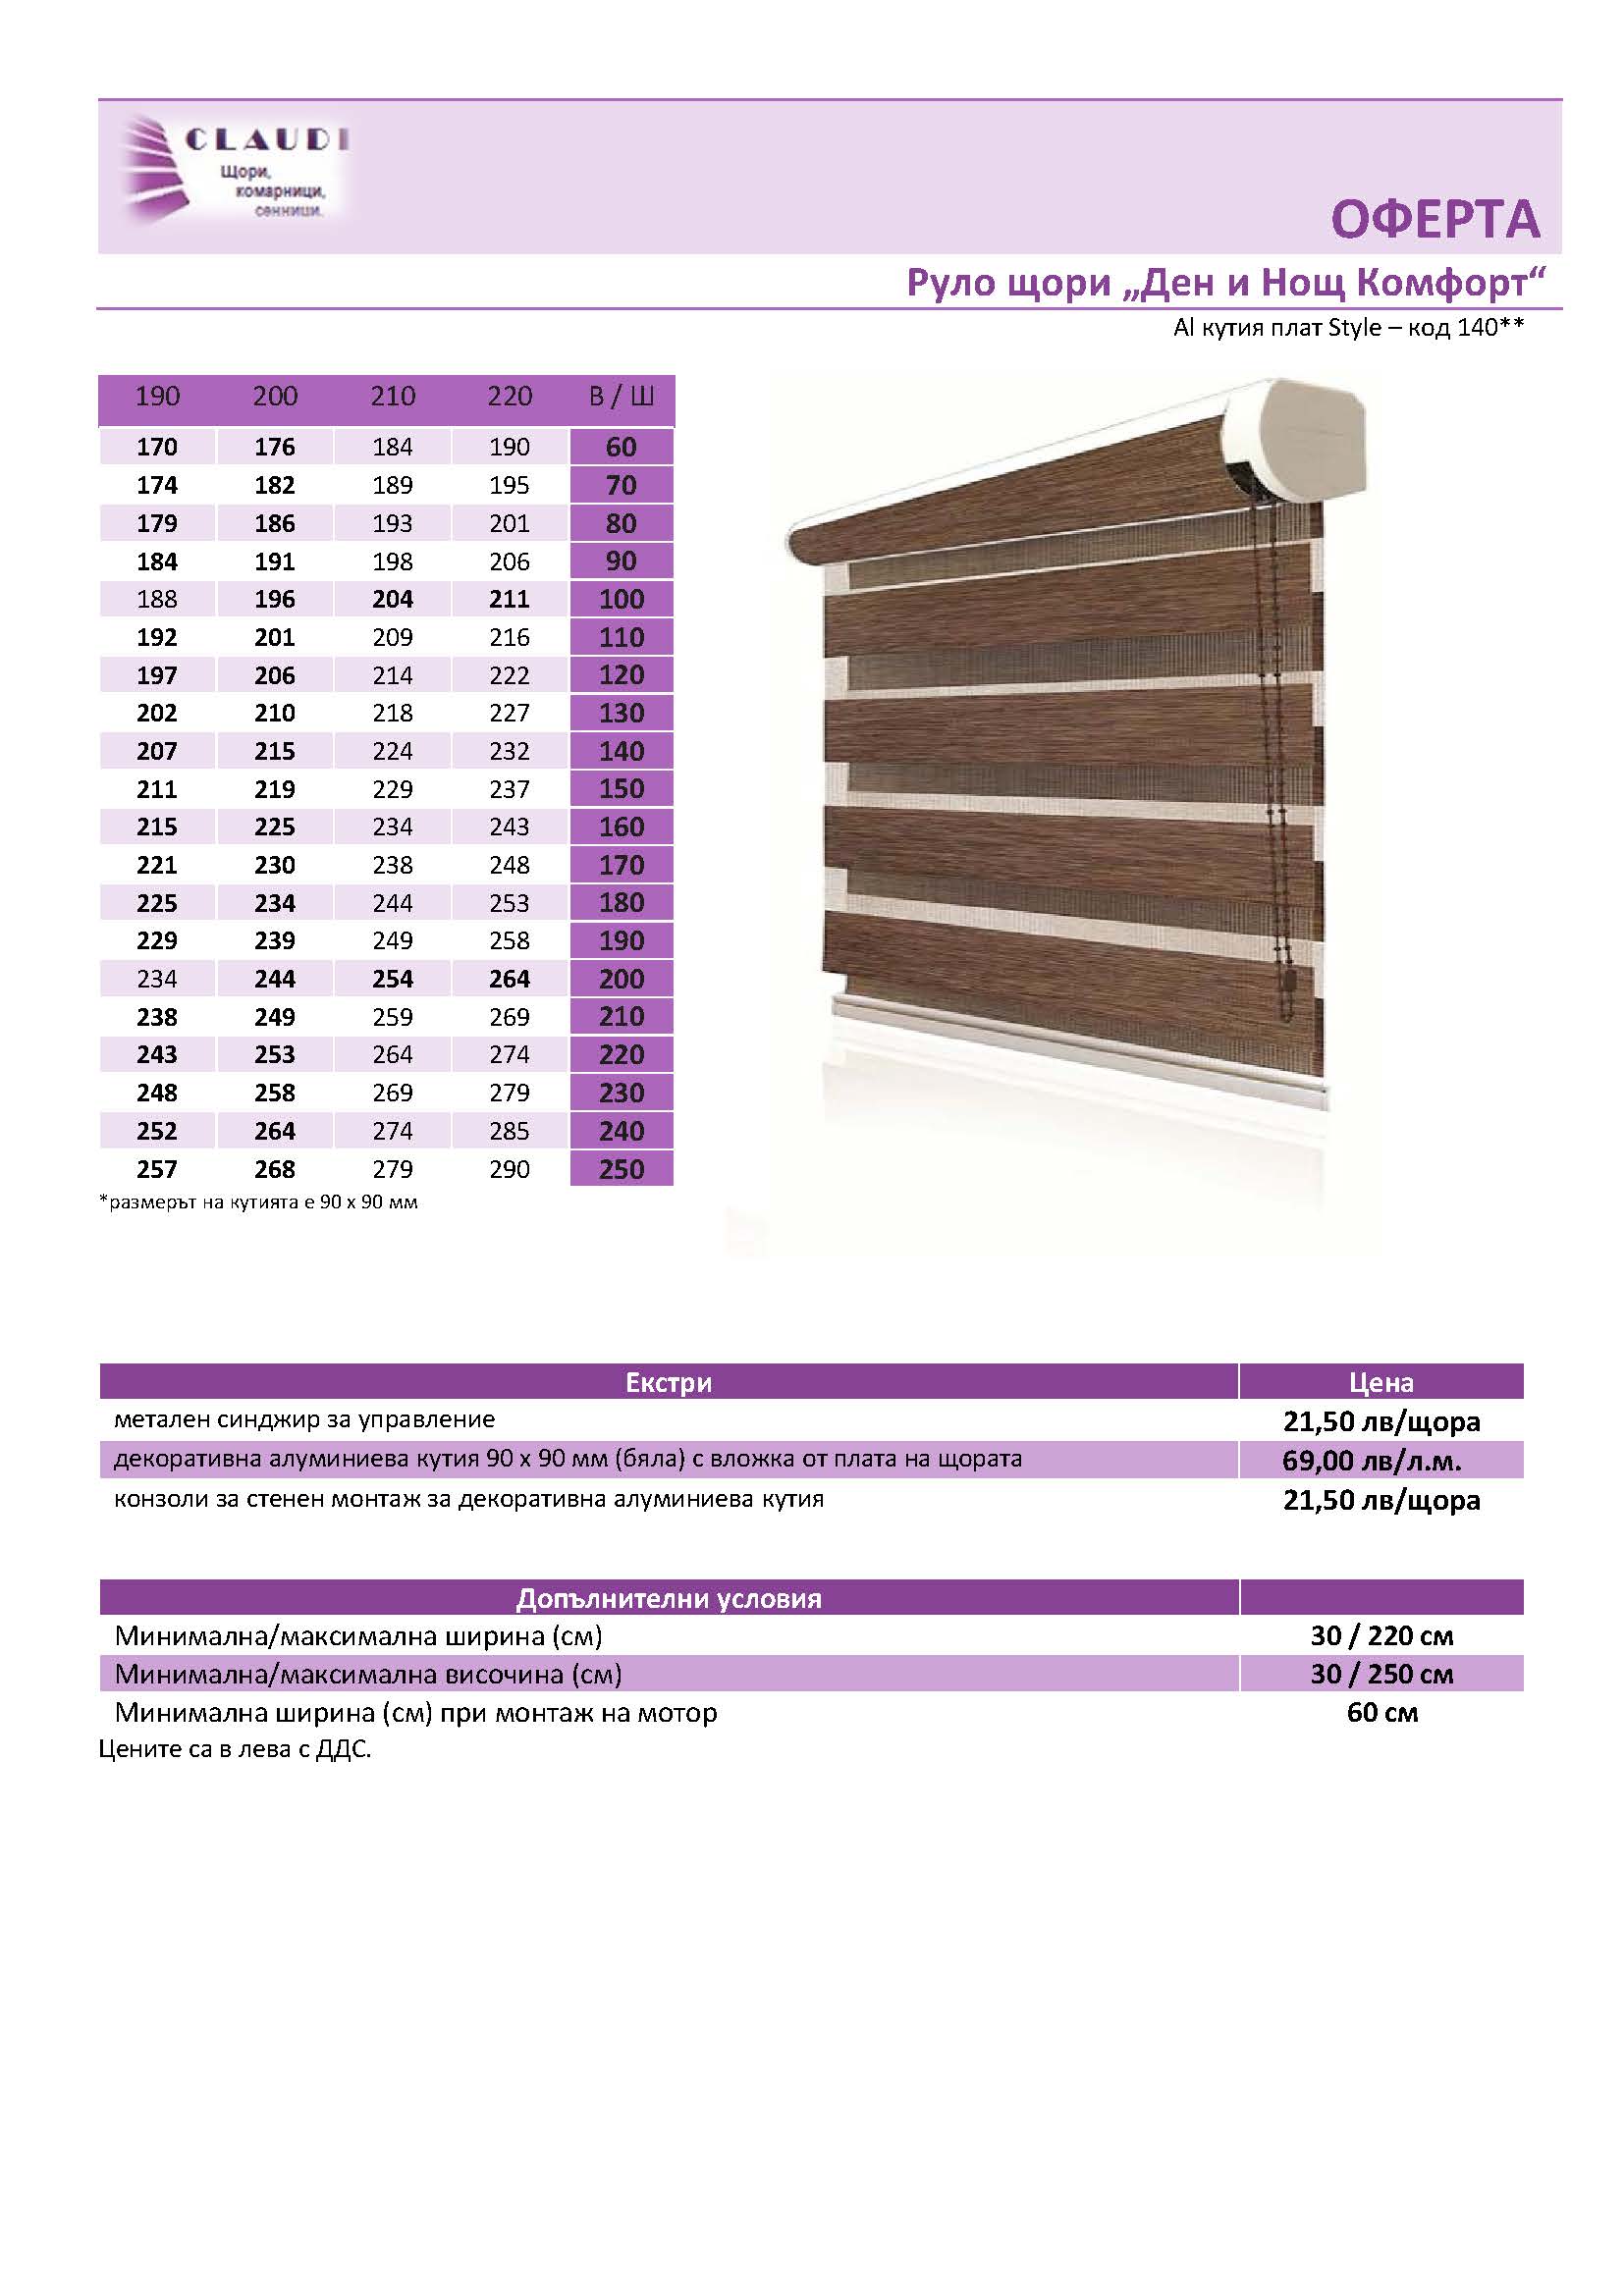 CLAUDI
Щори,
комарници,
сенници.
ОФЕРТА
Руло щори „Ден и Нощ Комфорт“
Al кутия плат Style – код 140**
190 200 210 220 В / Ш
170 176 184 190 60
174 182 189 195 70
179 186 193 201 80
184 191 198 206 90
188 196 204 211 100
192 201 209 216 110
197 206 214 222 120
202 210 218 227 130
207 215 224 232 140
211 219 229 237 150
215 225 234 243 160
221 230 238 248 170
225 234 244 253 180
229 239 249 258 190
234 244 254 264 200
238 249 259 269 210
243 253 264 274 220
248 258 269 279 230
252 264 274 285 240
257 268 279 290 250
*размерът на кутията е 90 х 90 мм
Екстри Цена
метален синджир за управление 21,50 лв/щора
декоративна алуминиева кутия 90 х 90 мм (бяла) с вложка от плата на щората 69,00 лв/л.м.
конзоли за стенен монтаж за декоративна алуминиева кутия 21,50 лв/щора
Допълнителни условия
Минимална/максимална ширина (см) 30 / 220 см
Минимална/максимална височина (см) 30 / 250 см
Минимална ширина (см) при монтаж на мотор 60 см
Цените са в лева с ДДС.